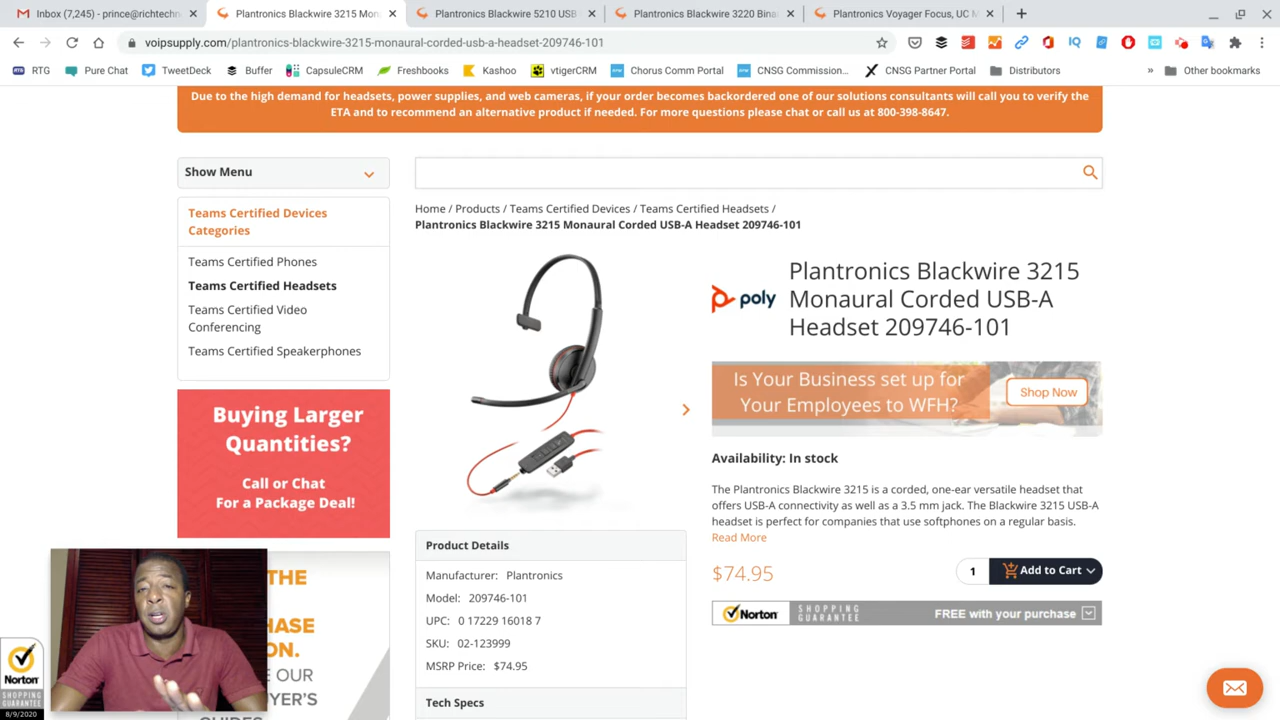 Inbox (7,245) - prince@richtechn
Plantronics Blackwire 3215 Mon
Plantronics Blackwire 5210 USB
Plantronics Blackwire 3220 Bina
Plantronics Voyager Focus, UC M
voipsupply.com/plantronics-blackwire-3215-monaural-corded-usb-a-headset-209746-101
RTG
Pure Chat
TweetDeck
Buffer
CapsuleCRM
Freshbooks
Kashoo
vtigerCRM
Chorus Comm Portal
CNSG Commission...
CNSG Partner Portal
Distributors
»
Other bookmarks
Due to the high demand for headsets, power supplies, and web cameras, if your order becomes backordered one of our solutions consultants will call you to verify the
ETA and to recommend an alternative product if needed. For more questions please chat or call us at 800-398-8647.
Show Menu
Teams Certified Devices
Categories
Teams Certified Phones
Teams Certified Headsets
Teams Certified Video
Conferencing
Teams Certified Speakerphones
Buying Larger
Quantities?
Call or Chat
For a Package Deal!
THE
HASE
ON.
OUR
YER'S
Home / Products / Teams Certified Devices / Teams Certified Headsets /
Plantronics Blackwire 3215 Monaural Corded USB-A Headset 209746-101
poly
Plantronics Blackwire 3215
Monaural Corded USB-A
Headset 209746-101
Is Your Business set up for
Your Employees to WFH?
Shop Now
Availability: In stock
The Plantronics Blackwire 3215 is a corded, one-ear versatile headset that
offers USB-A connectivity as well as a 3.5 mm jack. The Blackwire 3215 USB-A
headset is perfect for companies that use softphones on a regular basis.
Read More
$74.95
1
Add to Cart
Norton
SHOPPING
GUARANTEE
FREE with your purchase
Product Details
Manufacturer: Plantronics
Model: 209746-101
UPC: 0 17229 16018 7
SKU: 02-123999
MSRP Price: $74.95
Tech Specs
Norton
SHOPPING
GUARANTEE
8/9/2020